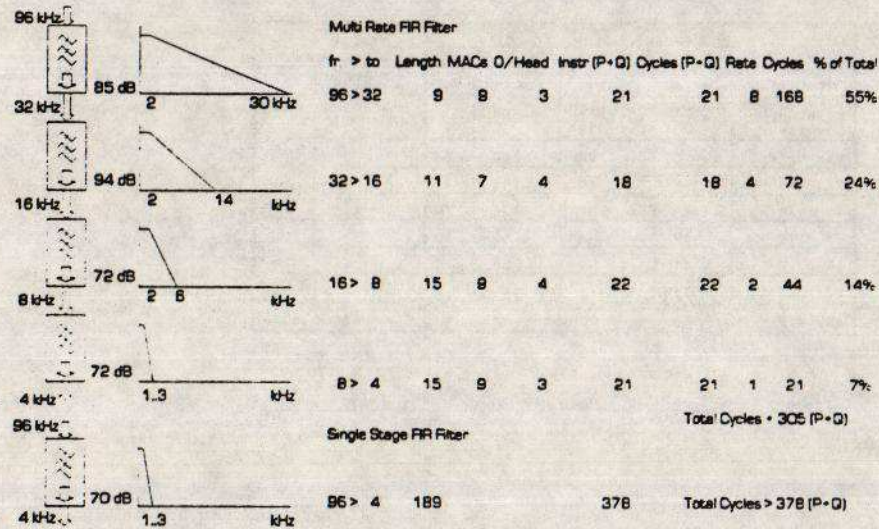 96 kHz
Multi Rate FIR Filter
fr > to Length MACs O/Head Instr (P+Q) Cycles (P+Q) Rate Cycles % of Total
85 dB
2 30 kHz
96 > 32 9 9 3 21 21 8 168 55%
32 kHz
94 dB
2 14 kHz
32 > 16 11 7 4 18 18 4 72 24%
16 kHz
72 dB
2 6 kHz
16 > 8 15 9 4 22 22 2 44 14%
8 kHz
72 dB
1..3 kHz
8 > 4 15 9 3 21 21 1 21 7%
4 kHz
Total Cycles = 305 (P+Q)
96 kHz
Single Stage FIR Filter
70 dB
1..3 kHz
96 > 4 189 378 Total Cycles > 378 (P+Q)
4 kHz